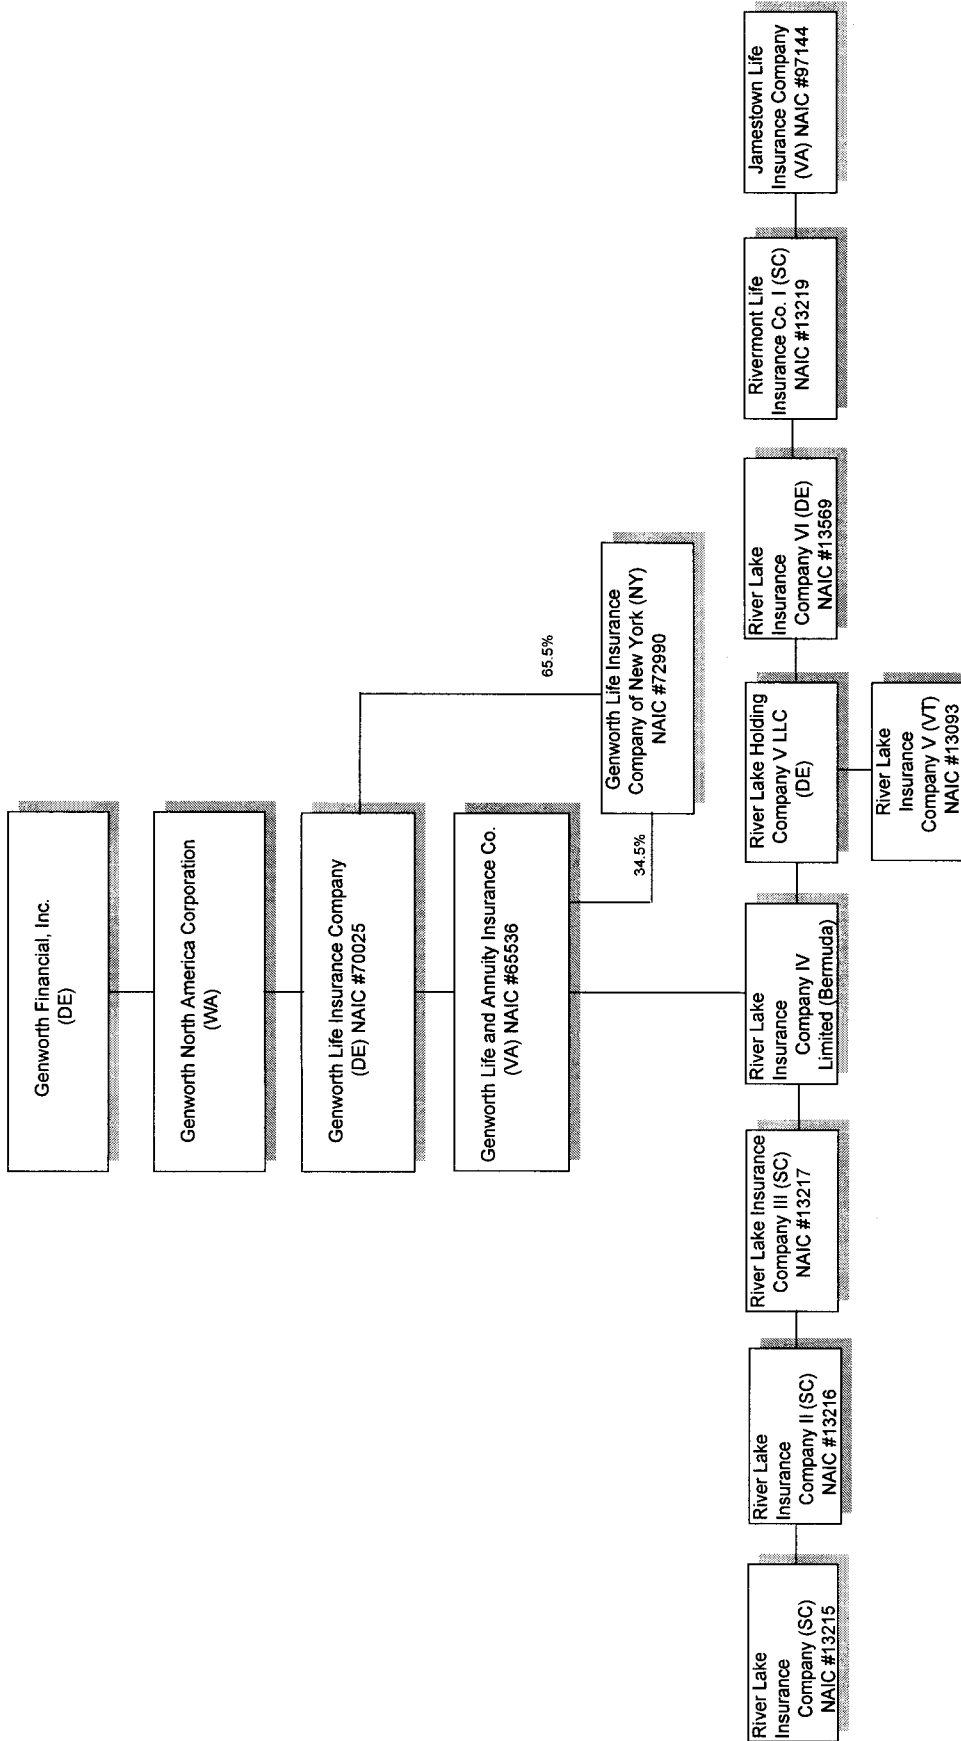 Genworth Financial, Inc.
(DE)
Genworth North America Corporation
(WA)
Genworth Life Insurance Company
(DE) NAIC #70025
65.5%
Genworth Life and Annuity Insurance Co.
(VA) NAIC #65536
34.5%
Genworth Life Insurance
Company of New York (NY)
NAIC #72990
River Lake
Insurance
Company (SC)
NAIC #13215
River Lake
Insurance
Company II (SC)
NAIC #13216
River Lake Insurance
Company III (SC)
NAIC #13217
River Lake
Insurance
Company IV
Limited (Bermuda)
River Lake Holding
Company V LLC
(DE)
River Lake
Insurance
Company VI (DE)
NAIC #13569
Rivermont Life
Insurance Co. I (SC)
NAIC #13219
Jamestown Life
Insurance Company
(VA) NAIC #97144
River Lake
Insurance
Company V (VT)
NAIC #13093